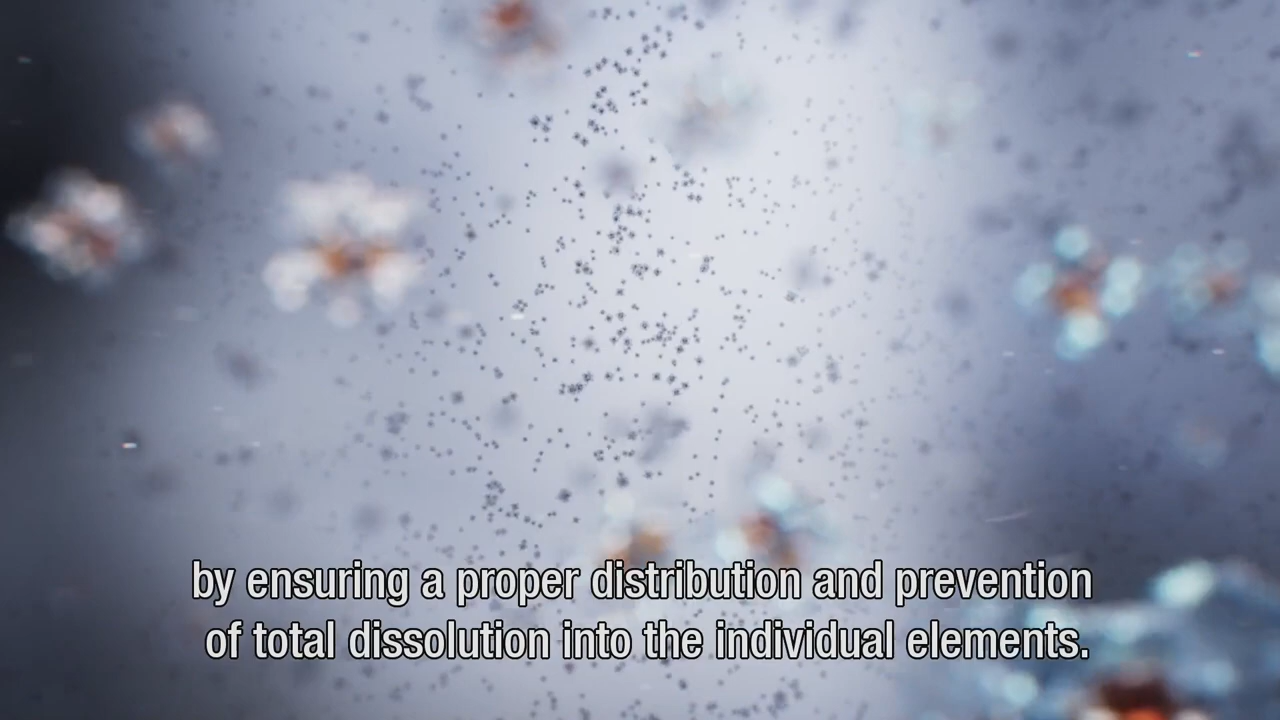 by ensuring a proper distribution and prevention
of total dissolution into the individual elements.